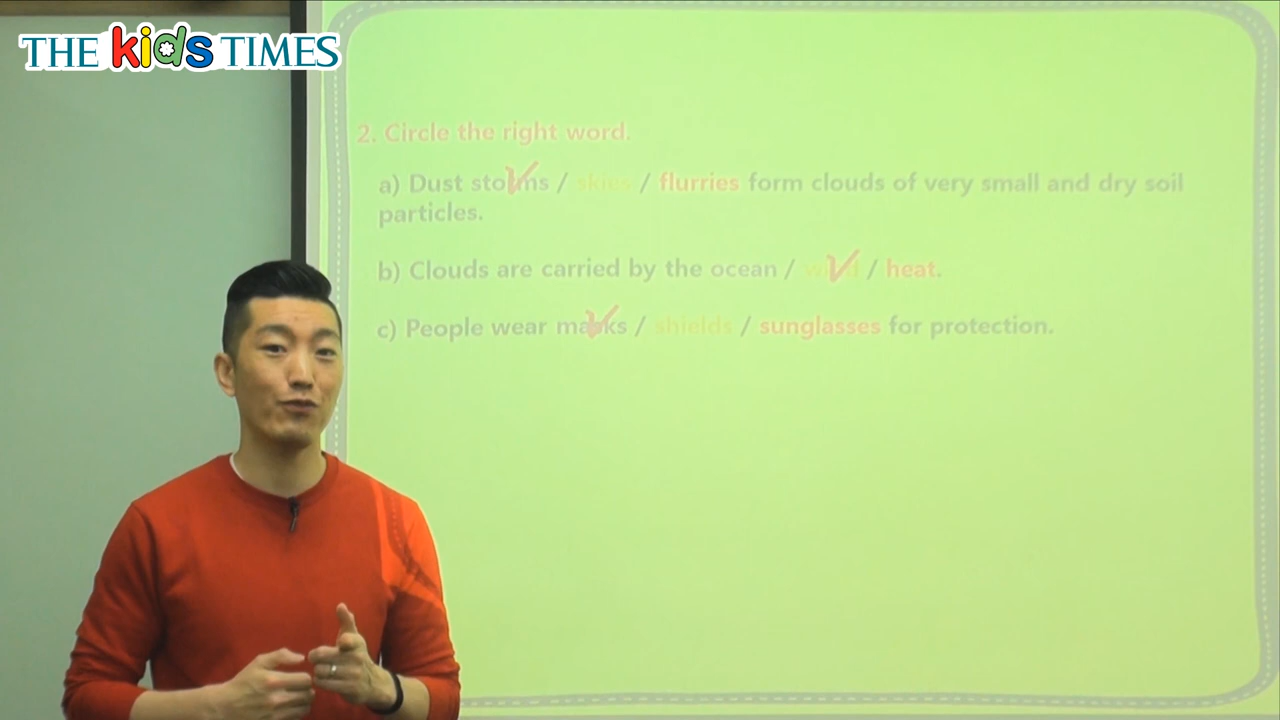 THE kids TIMES
2. Circle the right word.
a) Dust storms / skies / flurries form clouds of very small and dry soil
particles.
b) Clouds are carried by the ocean / wind / heat.
c) People wear masks / shields / sunglasses for protection.